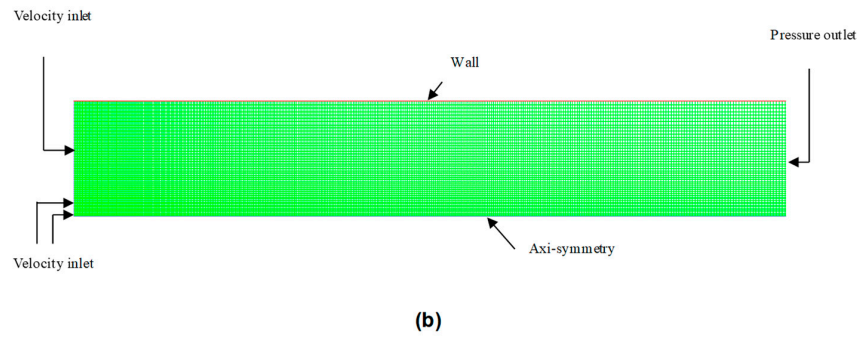 Velocity inlet
Pressure outlet
Wall
Velocity inlet
Axi-symmetry
(b)